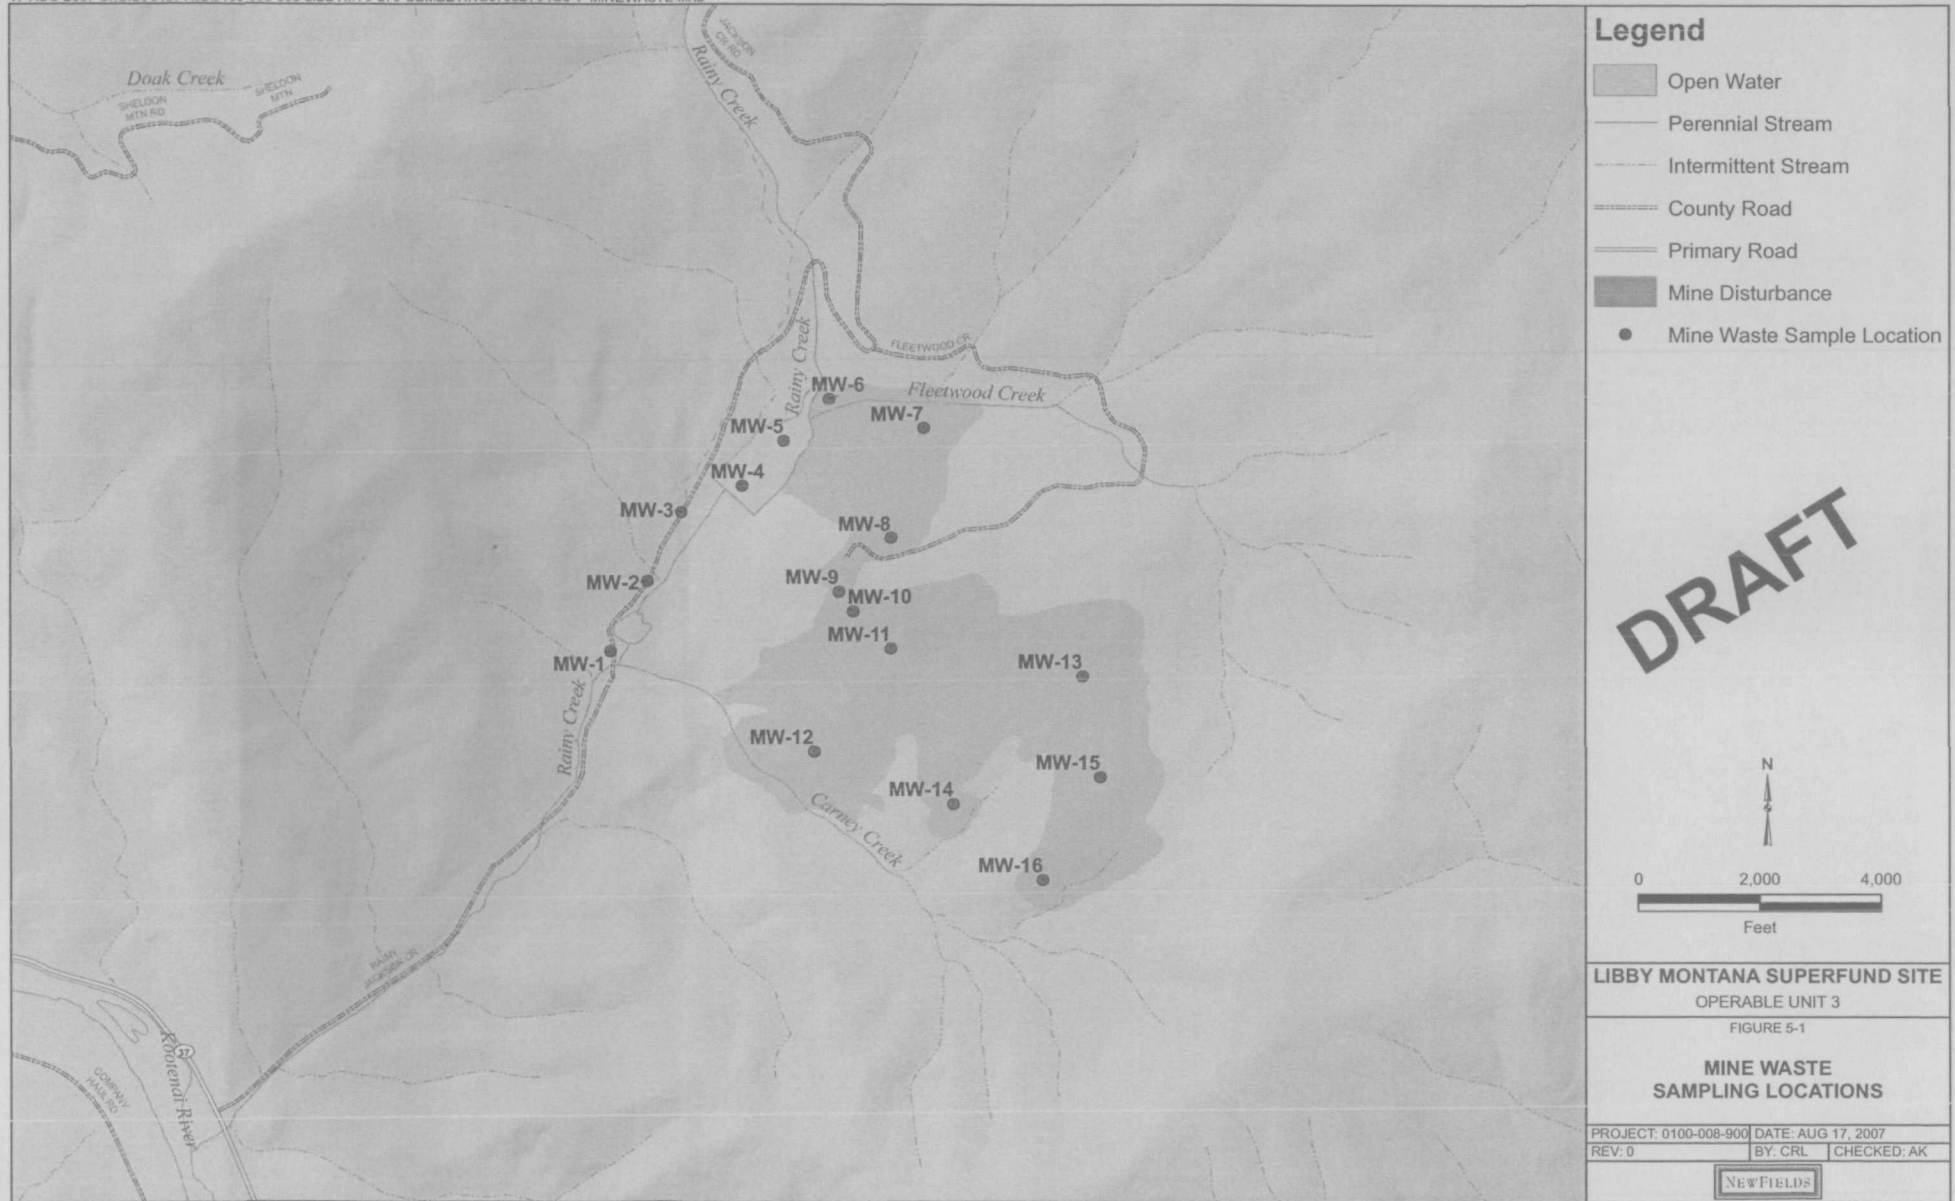 Doak Creek
SHELDON
MTN RD
SHELDON
MTN
JACKSON
CR RD
Rainy Creek
FLEETWOOD CR
Rainy Creek
Fleetwood Creek
MW-6
MW-7
MW-5
MW-4
MW-3
MW-8
MW-2
MW-9
MW-10
MW-11
MW-1
MW-13
Rainy Creek
MW-12
MW-15
MW-14
Carney Creek
MW-16
RAINY
JACKSON CR
37
Kootenai River
COMPANY
HAUL RD
Legend
Open Water
Perennial Stream
Intermittent Stream
County Road
Primary Road
Mine Disturbance
Mine Waste Sample Location
DRAFT
N
0 2,000 4,000
Feet
LIBBY MONTANA SUPERFUND SITE
OPERABLE UNIT 3
FIGURE 5-1
MINE WASTE
SAMPLING LOCATIONS
PROJECT: 0100-008-900 DATE: AUG 17, 2007
REV: 0 BY: CRL CHECKED: AK
NEWFIELDS